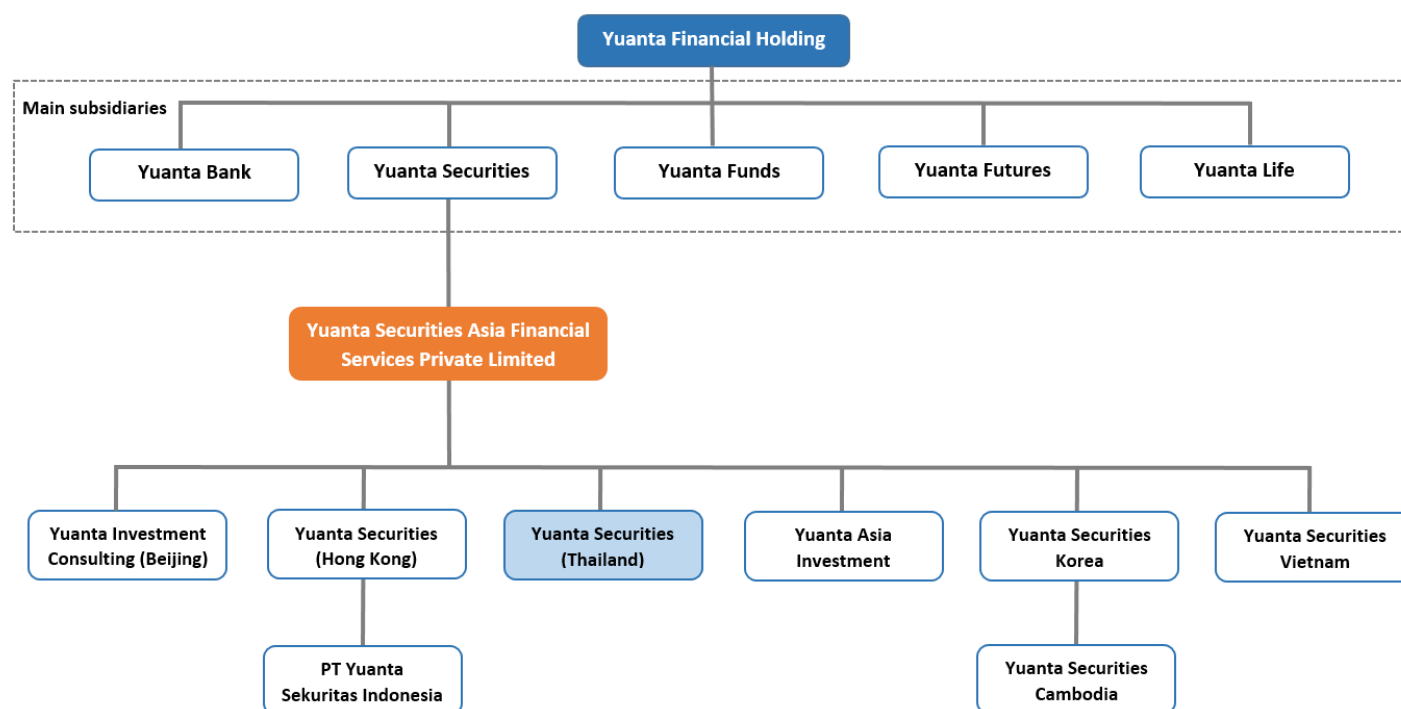 Yuanta Financial Holding
Main subsidiaries
Yuanta Bank
Yuanta Securities
Yuanta Funds
Yuanta Futures
Yuanta Life
Yuanta Securities Asia Financial
Services Private Limited
Yuanta Investment
Consulting (Beijing)
Yuanta Securities
(Hong Kong)
Yuanta Securities
(Thailand)
Yuanta Asia
Investment
Yuanta Securities
Korea
Yuanta Securities
Vietnam
PT Yuanta
Sekuritas Indonesia
Yuanta Securities
Cambodia